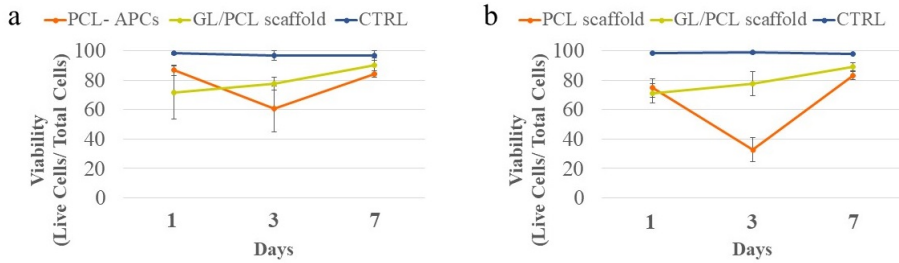 a
PCL- APCs GL/PCL scaffold CTRL
Viability
(Live Cells/ Total Cells)
100
80
60
40
20
0
1 3 7
Days
b
PCL scaffold GL/PCL scaffold CTRL
Viability
(Live Cells/ Total Cells)
100
80
60
40
20
0
1 3 7
Days